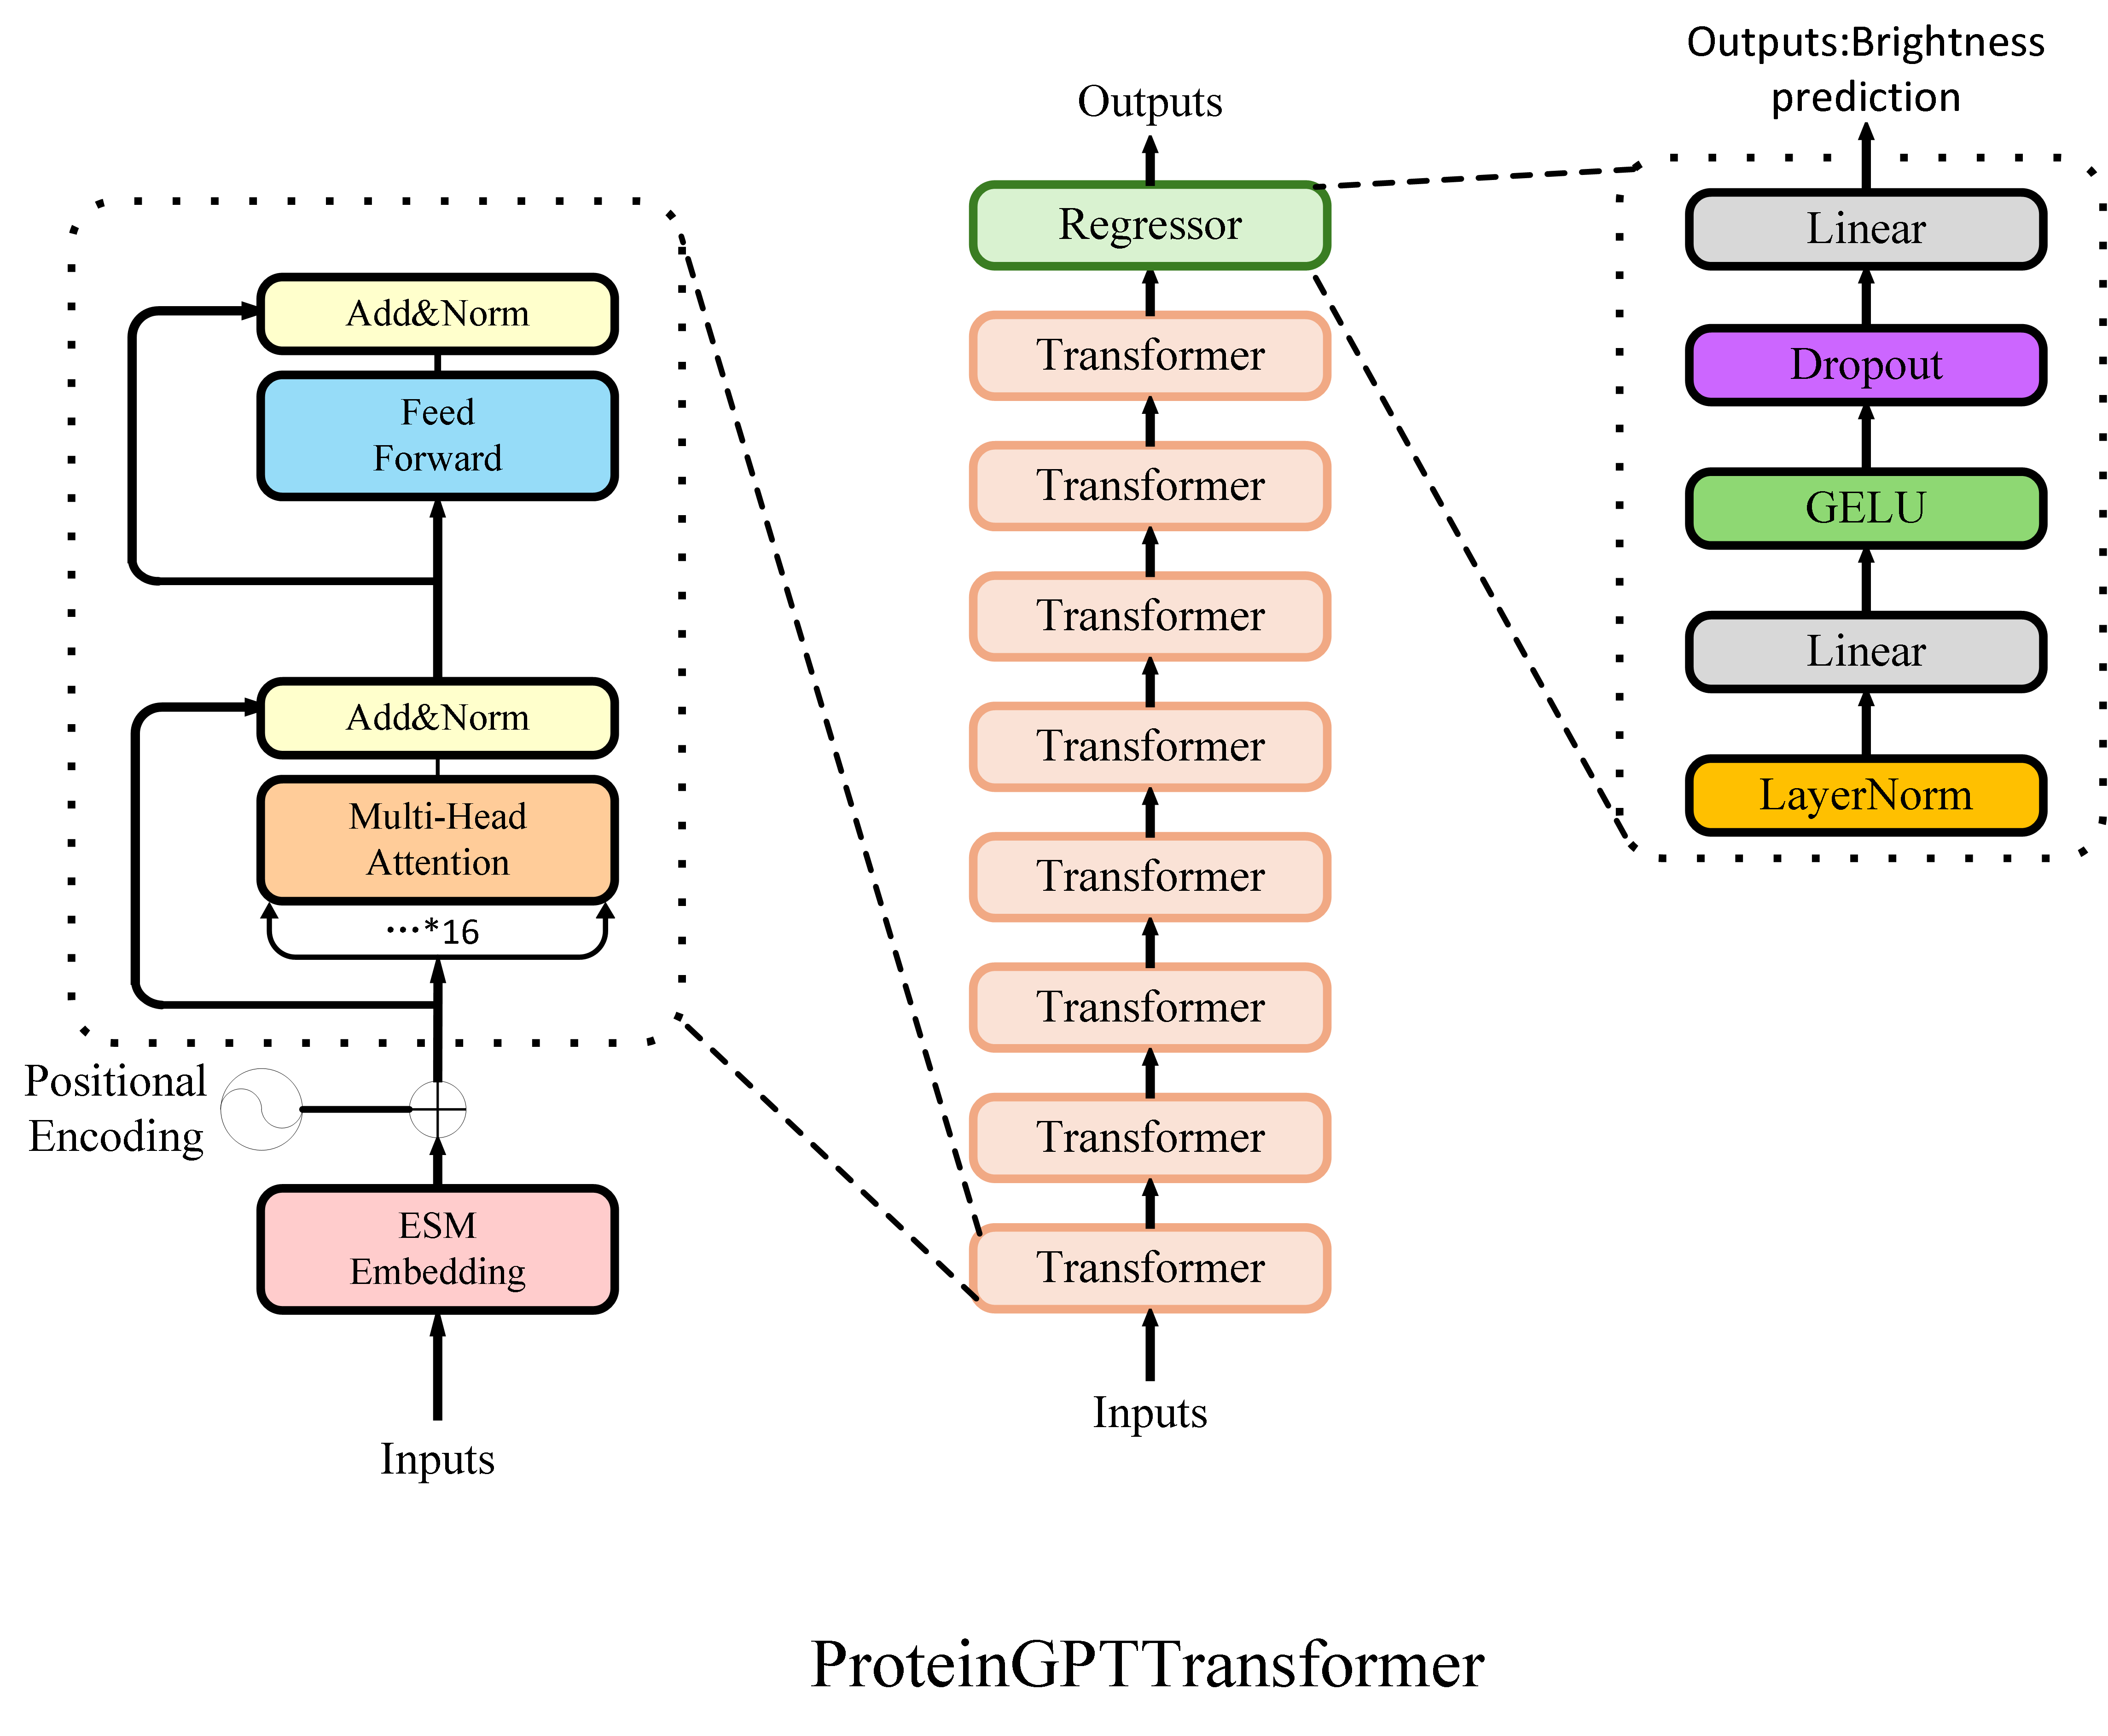 Add&Norm
Feed
Forward
Add&Norm
Multi-Head
Attention
···*16
Positional
Encoding
ESM
Embedding
Inputs
Outputs
Regressor
Transformer
Transformer
Transformer
Transformer
Transformer
Transformer
Transformer
Transformer
Inputs
Outputs:Brightness
prediction
Linear
Dropout
GELU
Linear
LayerNorm
ProteinGPTTransformer